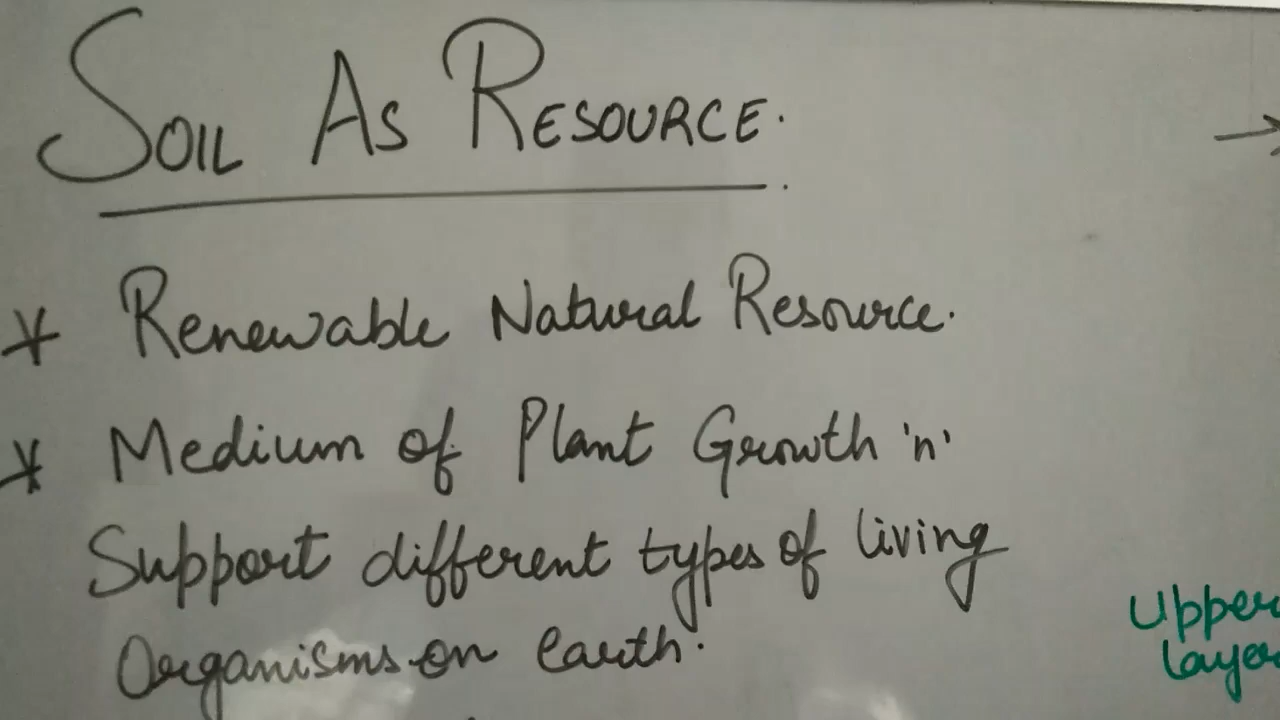 SOIL AS RESOURCE.
* Renewable Natural Resource.
* Medium of Plant Growth 'n'
Support different types of living
Organisms on earth.
Upper
layer